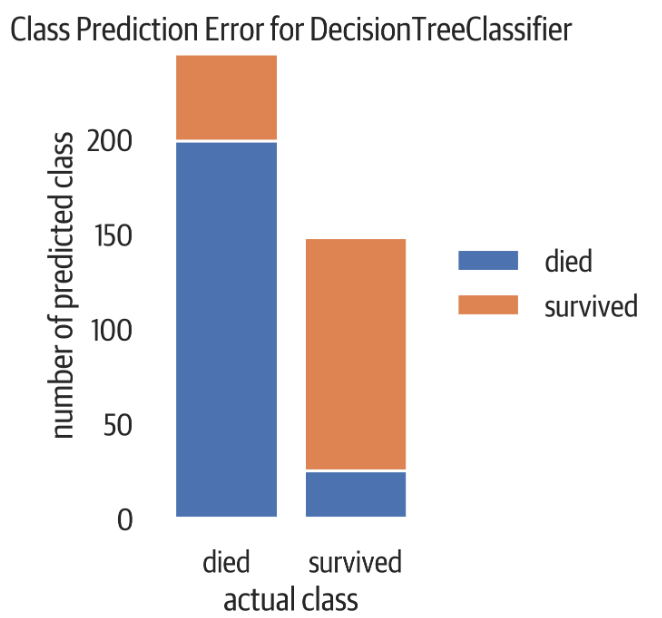 Class Prediction Error for DecisionTreeClassifier
number of predicted class
200
150
100
50
0
died
survived
died
survived
actual class